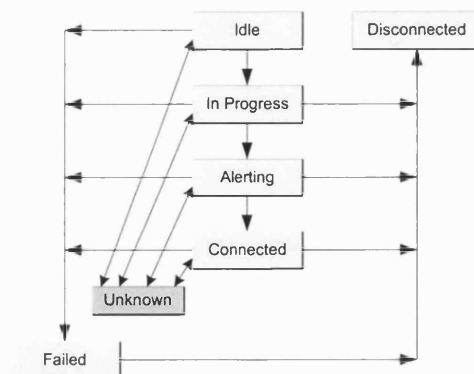 Idle
Disconnected
In Progress
Alerting
Connected
Unknown
Failed